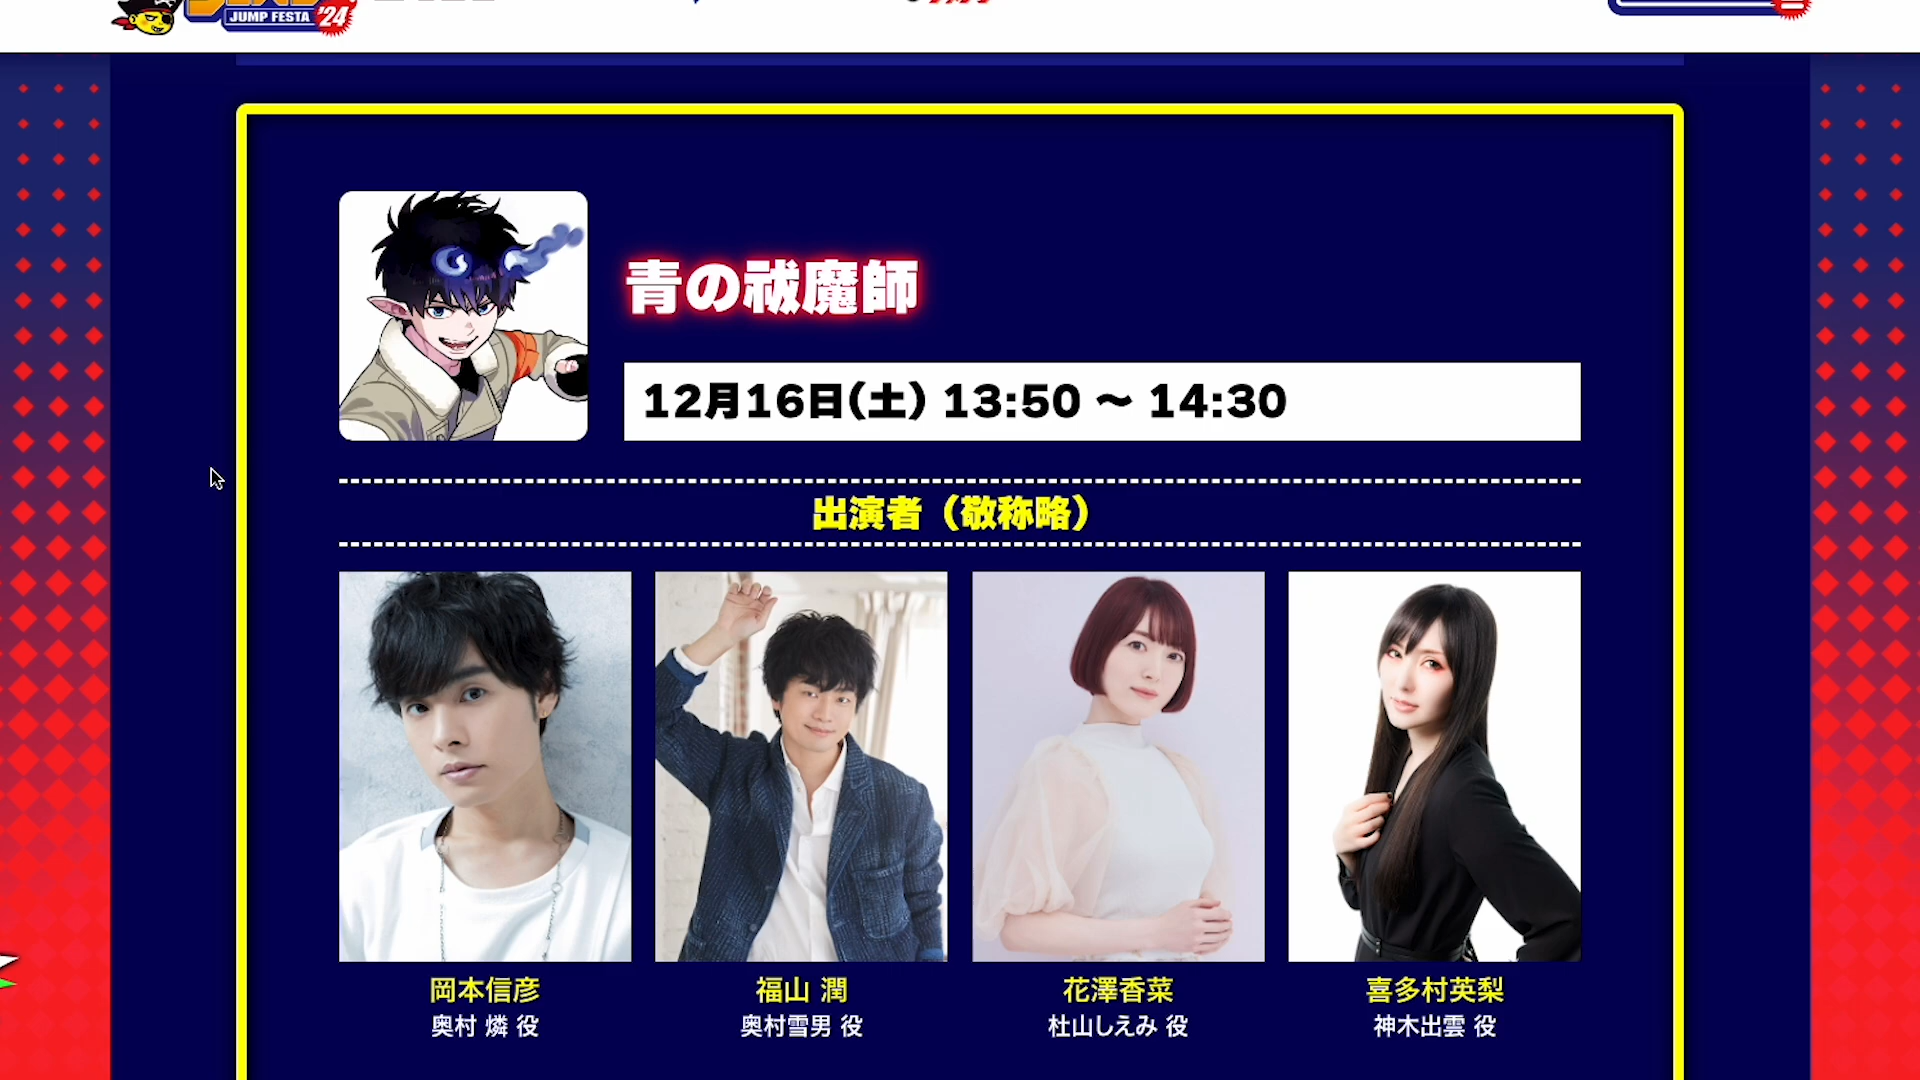 JUMP FESTA '24
青の祓魔師
12月16日(土) 13:50 ～ 14:30
出演者（敬称略）
岡本信彦
奥村 燐 役
福山 潤
奥村雪男 役
花澤香菜
杜山しえみ 役
喜多村英梨
神木出雲 役